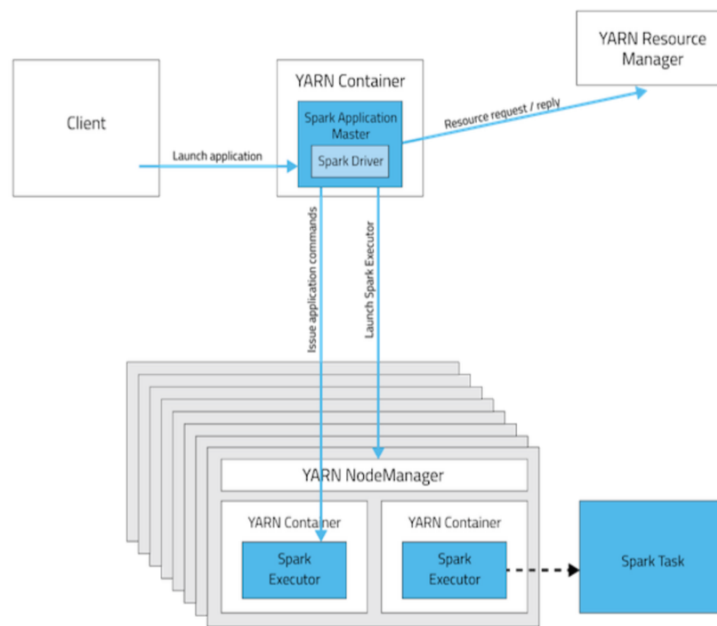 YARN Resource
Manager
YARN Container
Client
Spark Application
Master
Spark Driver
Resource request / reply
Launch application
Issue application commands
Launch Spark Executor
YARN NodeManager
YARN Container
YARN Container
Spark
Executor
Spark
Executor
Spark Task